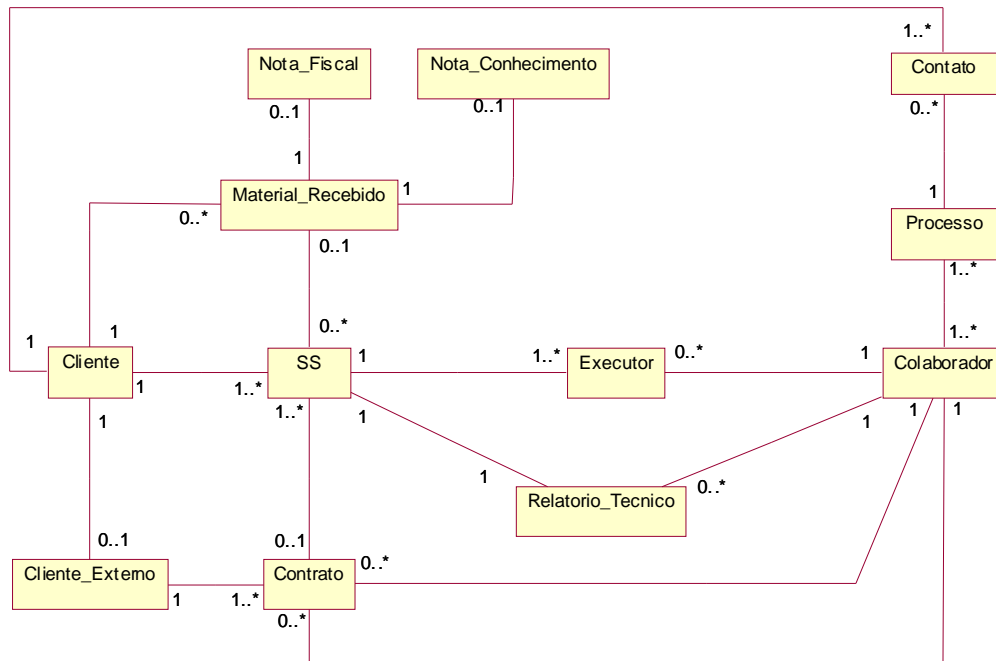 1..*
Nota_Fiscal
Nota_Conhecimento
Contato
0..1
0..1
0..*
1
1
1
Material_Recebido
0..*
0..1
Processo
1..*
0..*
1..*
1
1
Cliente
SS
1
1..*
Executor
0..*
1
Colaborador
1
1..*
1..*
1
1
1
1
1
1
Relatorio_Tecnico
0..*
0..1
0..1
0..*
Cliente_Externo
Contrato
1
1..*
0..*